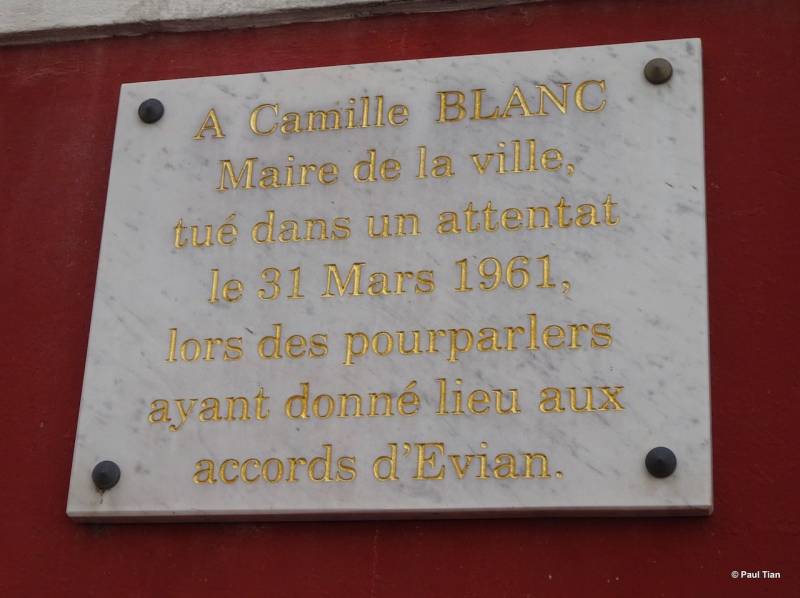 A Camille BLANC
Maire de la ville,
tué dans un attentat
le 31 Mars 1961,
lors des pourparlers
ayant donné lieu aux
accords d'Evian.
© Paul Tian